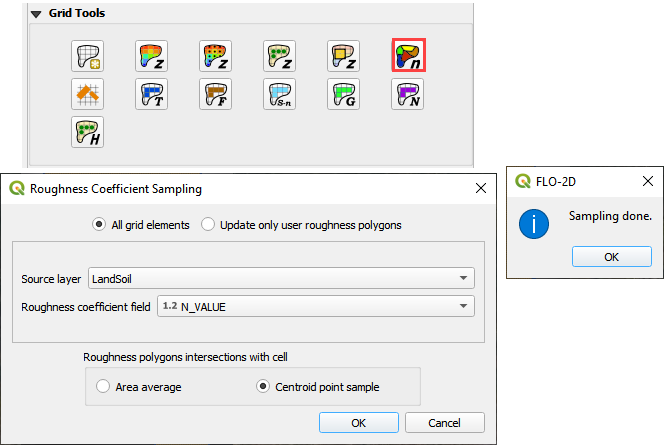 Grid Tools
Z
Z
Z
Z
n
T
F
S-n
G
N
H
Roughness Coefficient Sampling
All grid elements
Update only user roughness polygons
Source layer
LandSoil
Roughness coefficient field
1.2 N_VALUE
Roughness polygons intersections with cell
Area average
Centroid point sample
OK
Cancel
FLO-2D
Sampling done.
OK